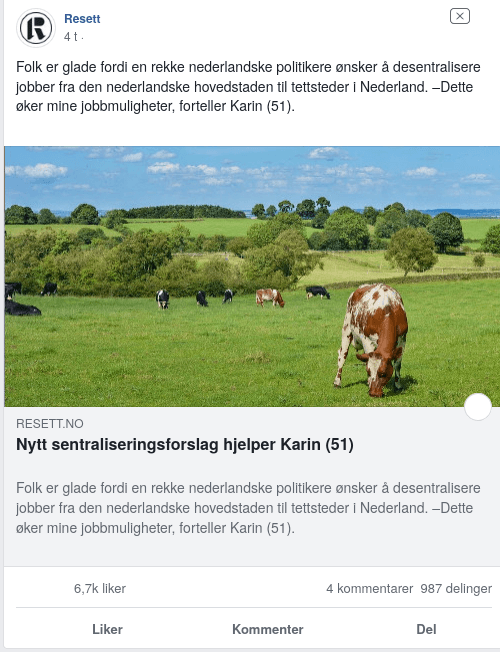 Resett
4 t ·
Folk er glade fordi en rekke nederlandske politikere ønsker å desentralisere
jobber fra den nederlandske hovedstaden til tettsteder i Nederland. –Dette
øker mine jobbmuligheter, forteller Karin (51).
RESETT.NO
Nytt sentraliseringsforslag hjelper Karin (51)
Folk er glade fordi en rekke nederlandske politikere ønsker å desentralisere
jobber fra den nederlandske hovedstaden til tettsteder i Nederland. –Dette
øker mine jobbmuligheter, forteller Karin (51).
6,7k liker 4 kommentarer 987 delinger
Liker Kommenter Del